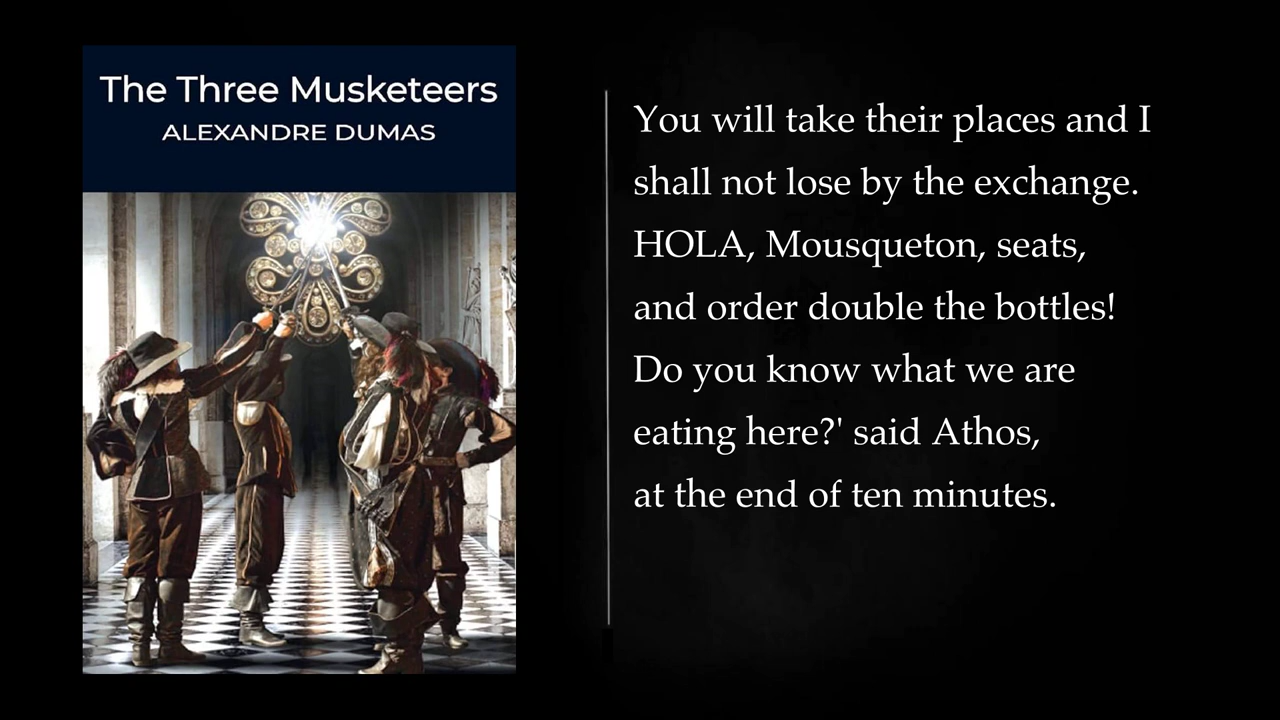 The Three Musketeers
ALEXANDRE DUMAS
You will take their places and I
shall not lose by the exchange.
HOLA, Mousqueton, seats,
and order double the bottles!
Do you know what we are
eating here?' said Athos,
at the end of ten minutes.